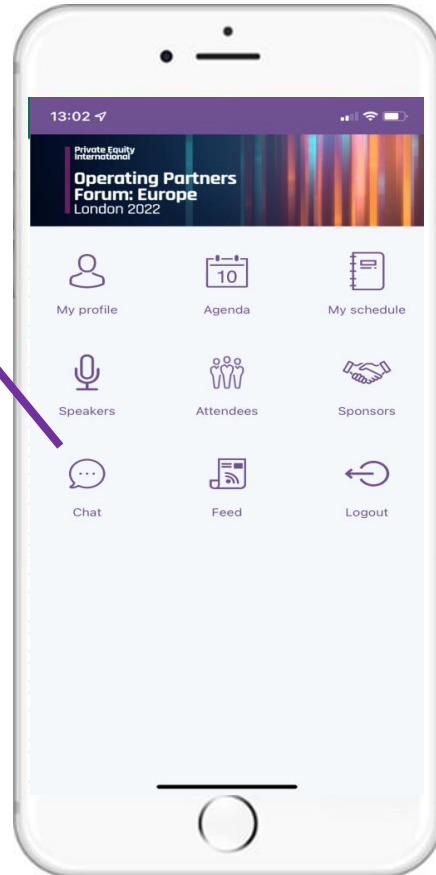 13:02
Private Equity
International
Operating Partners
Forum: Europe
London 2022
10
My profile
Agenda
My schedule
Speakers
Attendees
Sponsors
Chat
Feed
Logout